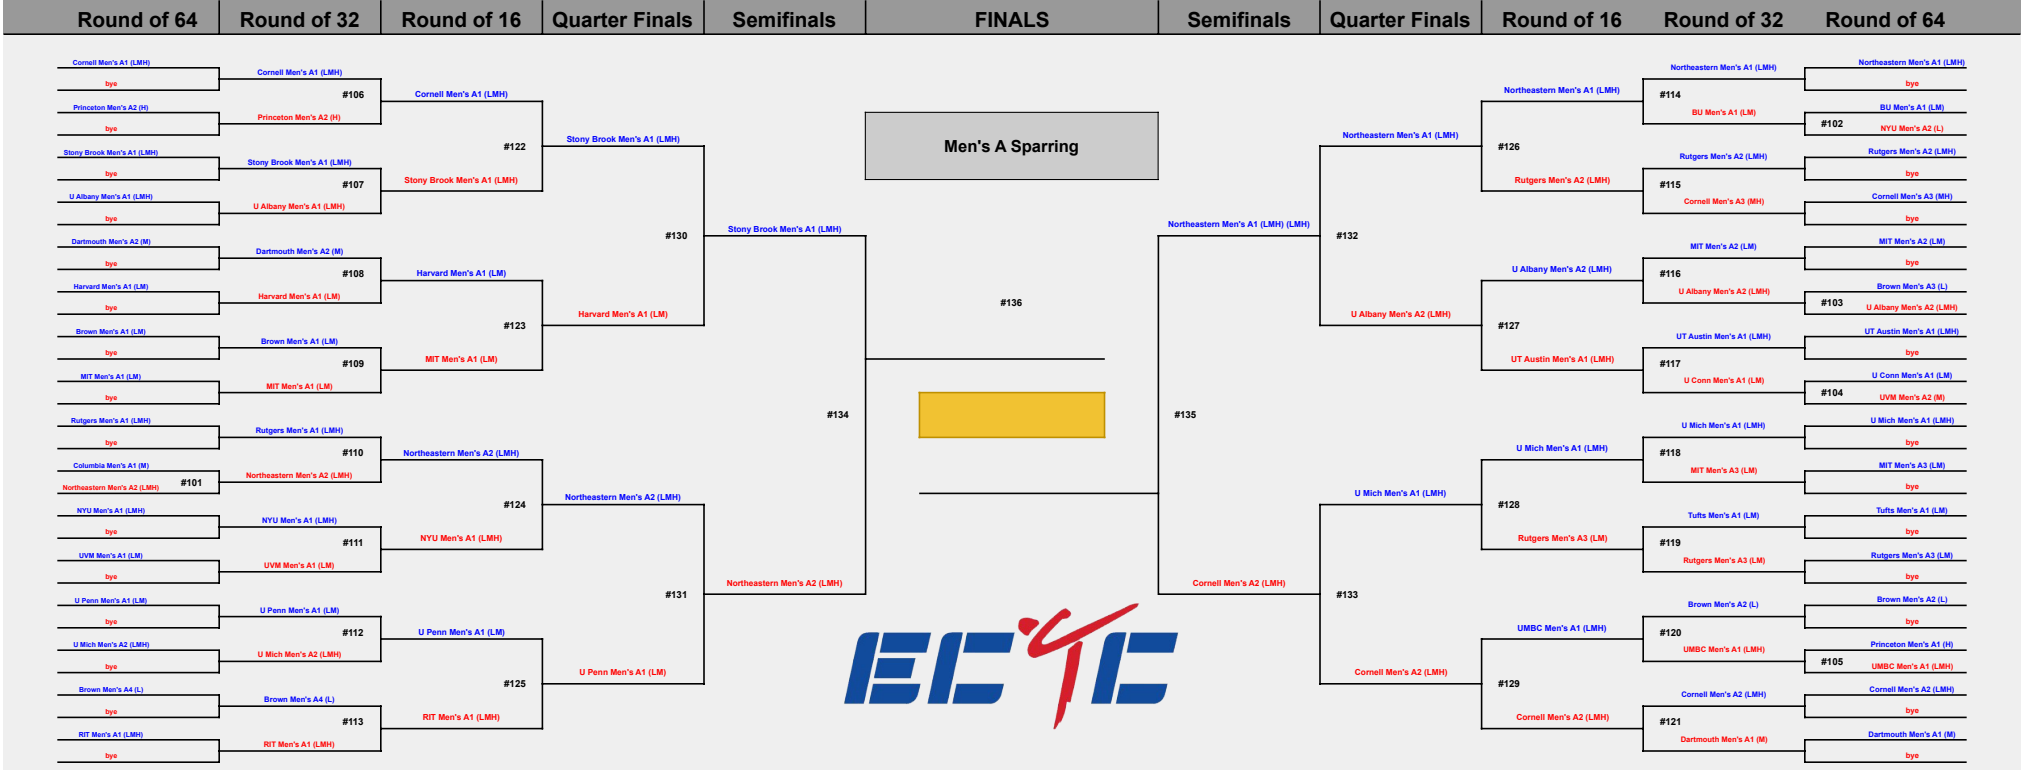 Round of 64 Round of 32 Round of 16 Quarter Finals Semifinals FINALS Semifinals Quarter Finals Round of 16 Round of 32 Round of 64
Men's A Sparring
Cornell Men's A1 (LMH)
bye
Princeton Men's A2 (H)
bye
Stony Brook Men's A1 (LMH)
bye
U Albany Men's A1 (LMH)
bye
Dartmouth Men's A2 (M)
bye
Harvard Men's A1 (LM)
bye
Brown Men's A1 (LM)
bye
MIT Men's A1 (LM)
bye
Rutgers Men's A1 (LMH)
bye
Columbia Men's A1 (M)
#101
Northeastern Men's A2 (LMH)
NYU Men's A1 (LMH)
bye
UVM Men's A1 (LM)
bye
U Penn Men's A1 (LM)
bye
U Mich Men's A2 (LMH)
bye
Brown Men's A4 (L)
bye
RIT Men's A1 (LMH)
bye
Cornell Men's A1 (LMH)
#106
Princeton Men's A2 (H)
Stony Brook Men's A1 (LMH)
#107
U Albany Men's A1 (LMH)
Dartmouth Men's A2 (M)
#108
Harvard Men's A1 (LM)
Brown Men's A1 (LM)
#109
MIT Men's A1 (LM)
Rutgers Men's A1 (LMH)
#110
Northeastern Men's A2 (LMH)
NYU Men's A1 (LMH)
#111
UVM Men's A1 (LM)
U Penn Men's A1 (LM)
#112
U Mich Men's A2 (LMH)
Brown Men's A4 (L)
#113
RIT Men's A1 (LMH)
Cornell Men's A1 (LMH)
#122
Stony Brook Men's A1 (LMH)
Harvard Men's A1 (LM)
#123
MIT Men's A1 (LM)
Northeastern Men's A2 (LMH)
#124
NYU Men's A1 (LMH)
U Penn Men's A1 (LM)
#125
RIT Men's A1 (LMH)
Stony Brook Men's A1 (LMH)
#130
Harvard Men's A1 (LM)
Northeastern Men's A2 (LMH)
#131
U Penn Men's A1 (LM)
Stony Brook Men's A1 (LMH)
#134
Northeastern Men's A2 (LMH)
#136
ECTC
Northeastern Men's A1 (LMH) (LMH)
#135
Cornell Men's A2 (LMH)
Northeastern Men's A1 (LMH)
#132
U Albany Men's A2 (LMH)
U Mich Men's A1 (LMH)
#133
Cornell Men's A2 (LMH)
Northeastern Men's A1 (LMH)
#126
Rutgers Men's A2 (LMH)
U Albany Men's A2 (LMH)
#127
UT Austin Men's A1 (LMH)
U Mich Men's A1 (LMH)
#128
Rutgers Men's A3 (LM)
UMBC Men's A1 (LMH)
#129
Cornell Men's A2 (LMH)
Northeastern Men's A1 (LMH)
#114
BU Men's A1 (LM)
Rutgers Men's A2 (LMH)
#115
Cornell Men's A3 (MH)
MIT Men's A2 (LM)
#116
U Albany Men's A2 (LMH)
UT Austin Men's A1 (LMH)
#117
U Conn Men's A1 (LM)
U Mich Men's A1 (LMH)
#118
MIT Men's A3 (LM)
Tufts Men's A1 (LM)
#119
Rutgers Men's A3 (LM)
Brown Men's A2 (L)
#120
UMBC Men's A1 (LMH)
Cornell Men's A2 (LMH)
#121
Dartmouth Men's A1 (M)
Northeastern Men's A1 (LMH)
bye
BU Men's A1 (LM)
#102
NYU Men's A2 (L)
Rutgers Men's A2 (LMH)
bye
Cornell Men's A3 (MH)
bye
MIT Men's A2 (LM)
bye
Brown Men's A3 (L)
#103
U Albany Men's A2 (LMH)
UT Austin Men's A1 (LMH)
bye
U Conn Men's A1 (LM)
#104
UVM Men's A2 (M)
U Mich Men's A1 (LMH)
bye
MIT Men's A3 (LM)
bye
Tufts Men's A1 (LM)
bye
Rutgers Men's A3 (LM)
bye
Brown Men's A2 (L)
bye
Princeton Men's A1 (H)
#105
UMBC Men's A1 (LMH)
Cornell Men's A2 (LMH)
bye
Dartmouth Men's A1 (M)
bye